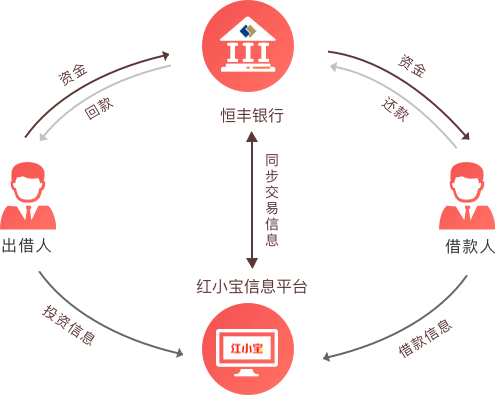 资金
回款
恒丰银行
资金
还款
同步交易信息
出借人
借款人
红小宝信息平台
投资信息
江小宝
借款信息